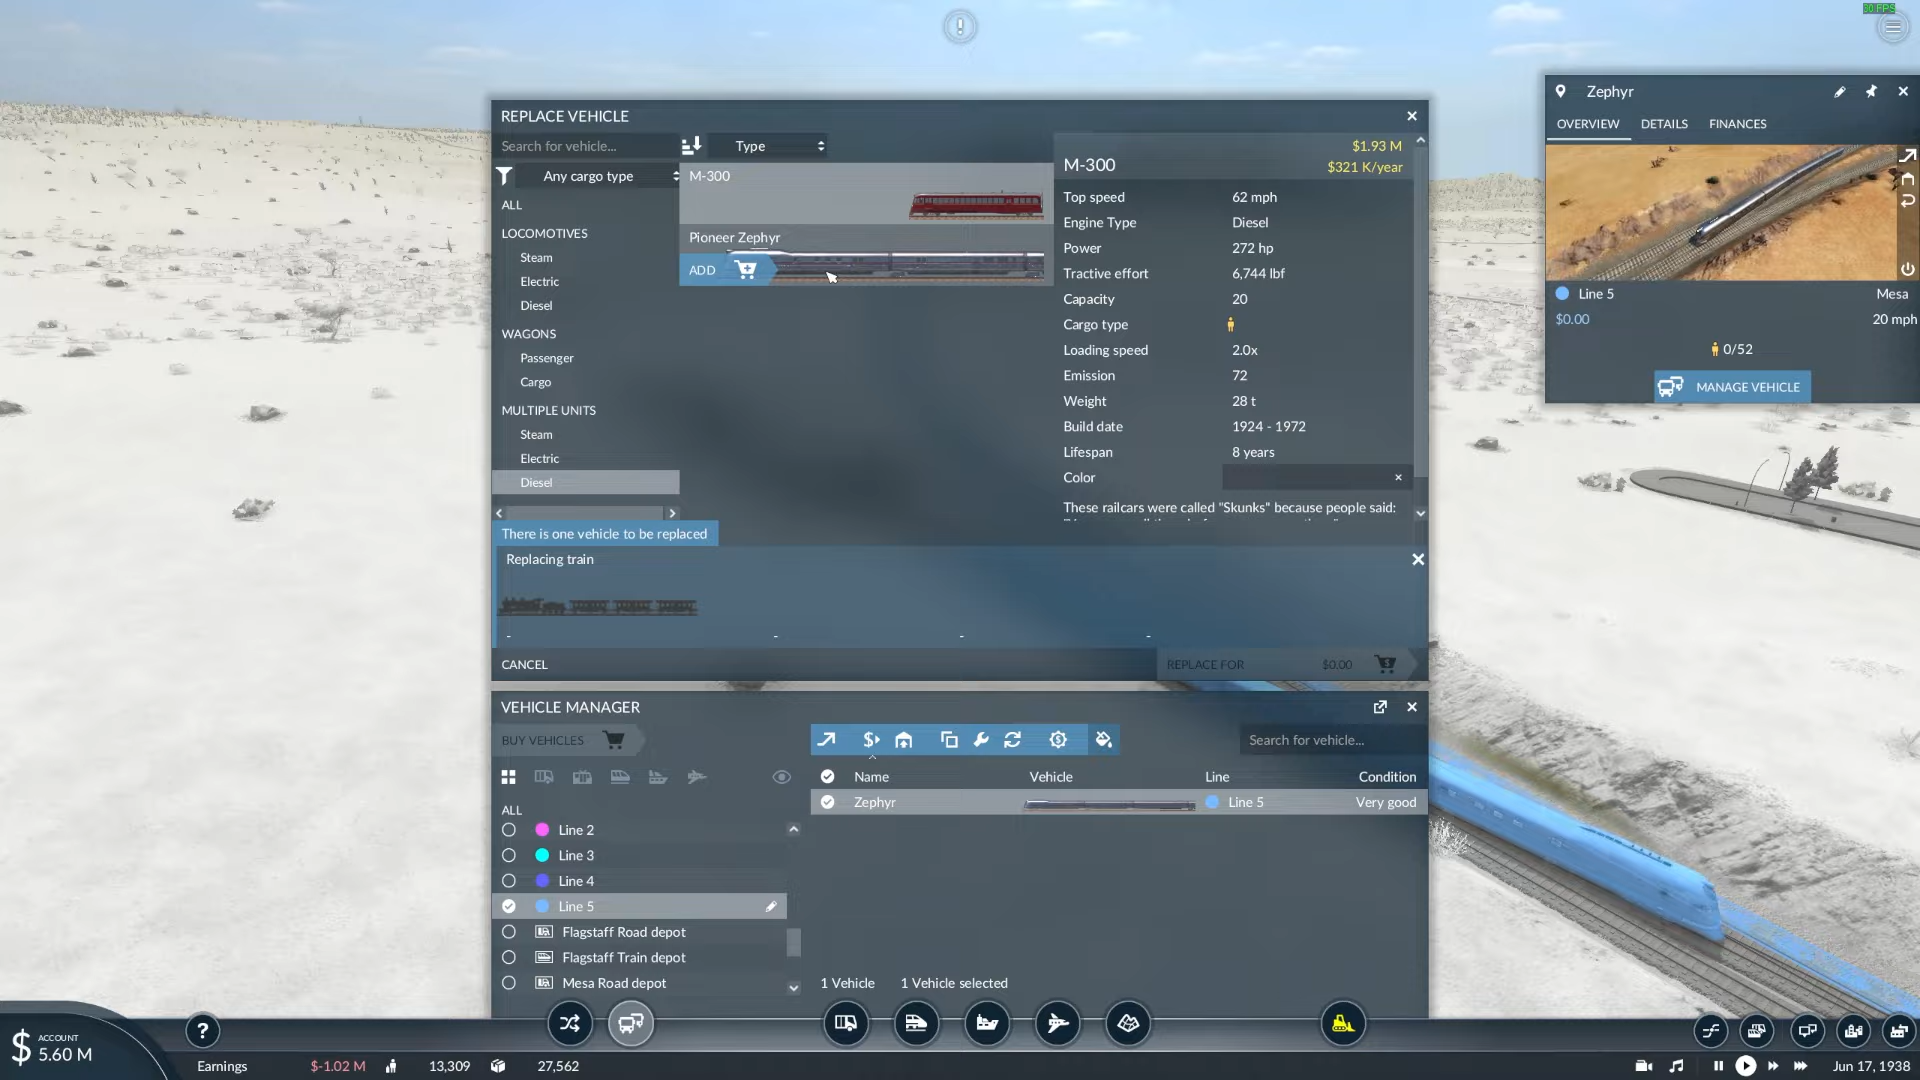 30 FPS
REPLACE VEHICLE
Search for vehicle...
Type
Any cargo type
ALL
LOCOMOTIVES
Steam
Electric
Diesel
WAGONS
Passenger
Cargo
MULTIPLE UNITS
Steam
Electric
Diesel
M-300
Pioneer Zephyr
ADD
$1.93 M
M-300
$321 K/year
Top speed 62 mph
Engine Type Diesel
Power 272 hp
Tractive effort 6,744 lbf
Capacity 20
Cargo type
Loading speed 2.0x
Emission 72
Weight 28 t
Build date 1924 - 1972
Lifespan 8 years
Color
These railcars were called "Skunks" because people said:
There is one vehicle to be replaced
Replacing train
- - - -
CANCEL
REPLACE FOR $0.00
VEHICLE MANAGER
BUY VEHICLES
Search for vehicle...
ALL
Line 2
Line 3
Line 4
Line 5
Flagstaff Road depot
Flagstaff Train depot
Mesa Road depot
Name Vehicle Line Condition
Zephyr Line 5 Very good
1 Vehicle 1 Vehicle selected
Zephyr
OVERVIEW DETAILS FINANCES
Line 5 Mesa
$0.00 20 mph
0/52
MANAGE VEHICLE
ACCOUNT
$ 5.60 M
?
Earnings $-1.02 M 13,309 27,562
Jun 17, 1938